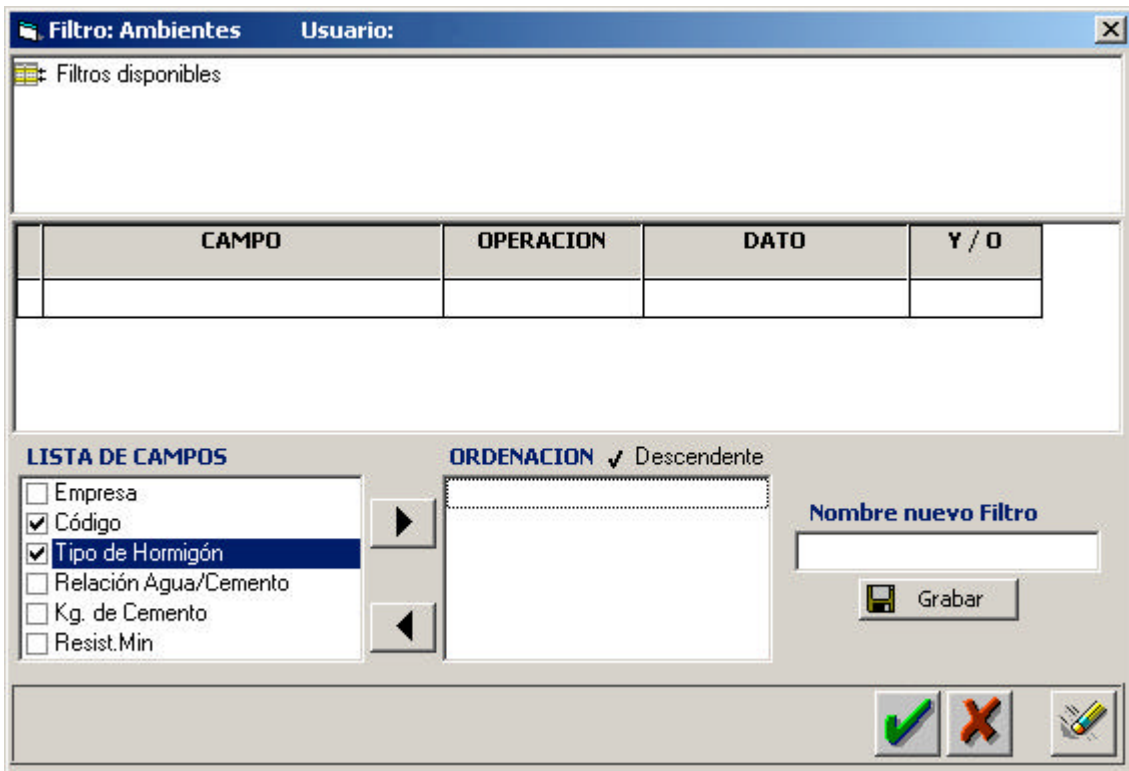 Filtro: Ambientes Usuario:
Filtros disponibles
CAMPO OPERACION DATO Y / O
LISTA DE CAMPOS
Empresa
Código
Tipo de Hormigón
Relación Agua/Cemento
Kg. de Cemento
Resist.Min
ORDENACION Descendente
Nombre nuevo Filtro
Grabar